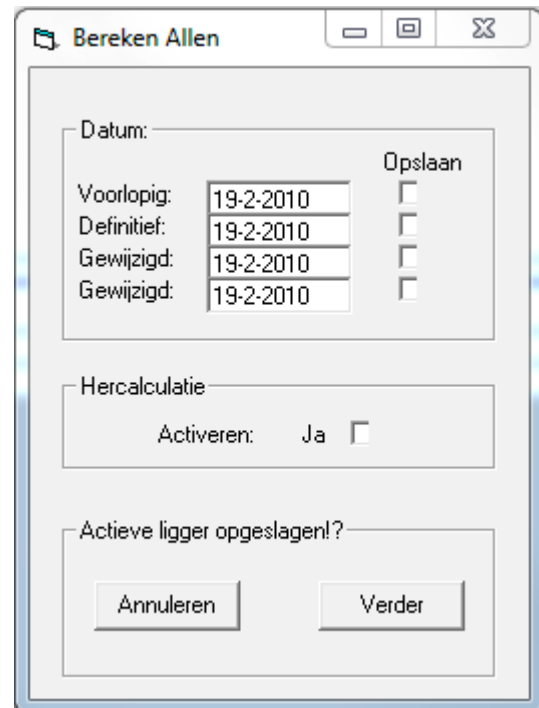 Bereken Allen
Datum:
Opslaan
Voorlopig: 19-2-2010
Definitief: 19-2-2010
Gewijzigd: 19-2-2010
Gewijzigd: 19-2-2010
Hercalculatie
Activeren: Ja
Actieve ligger opgeslagen!?
Annuleren Verder